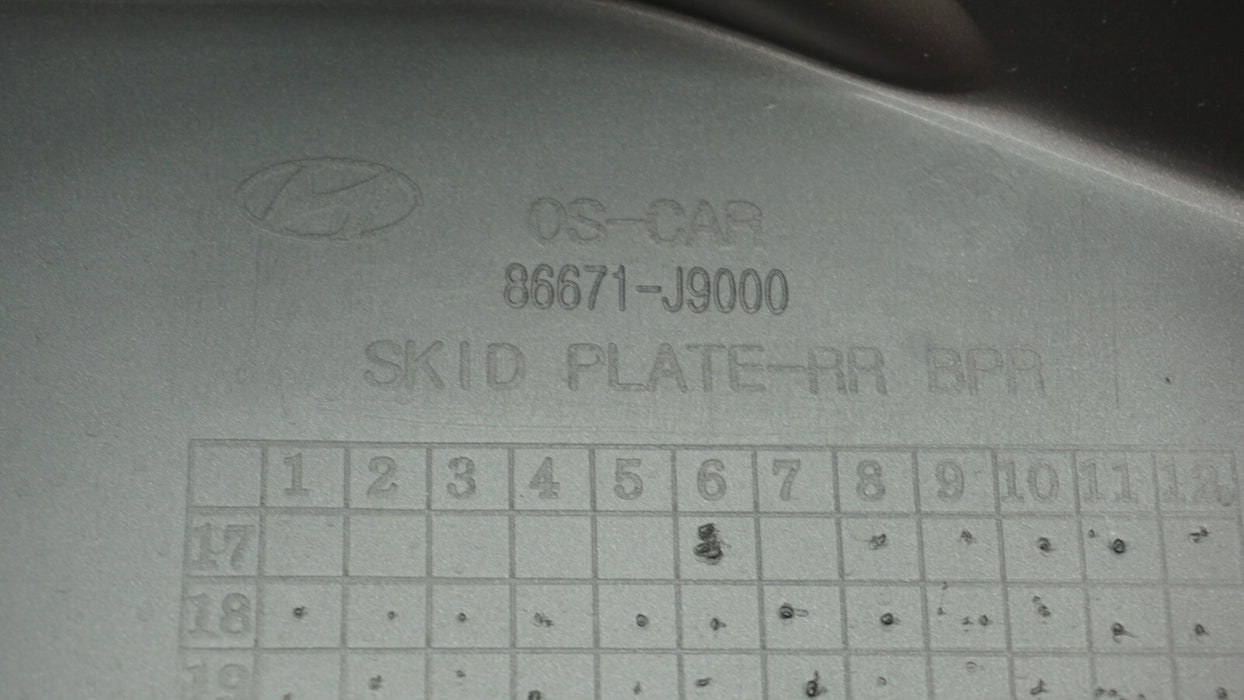 OS-CAR
86671-J9000
SKID PLATE-RR BPR
1 2 3 4 5 6 7 8 9 10 11 12
17
18
19